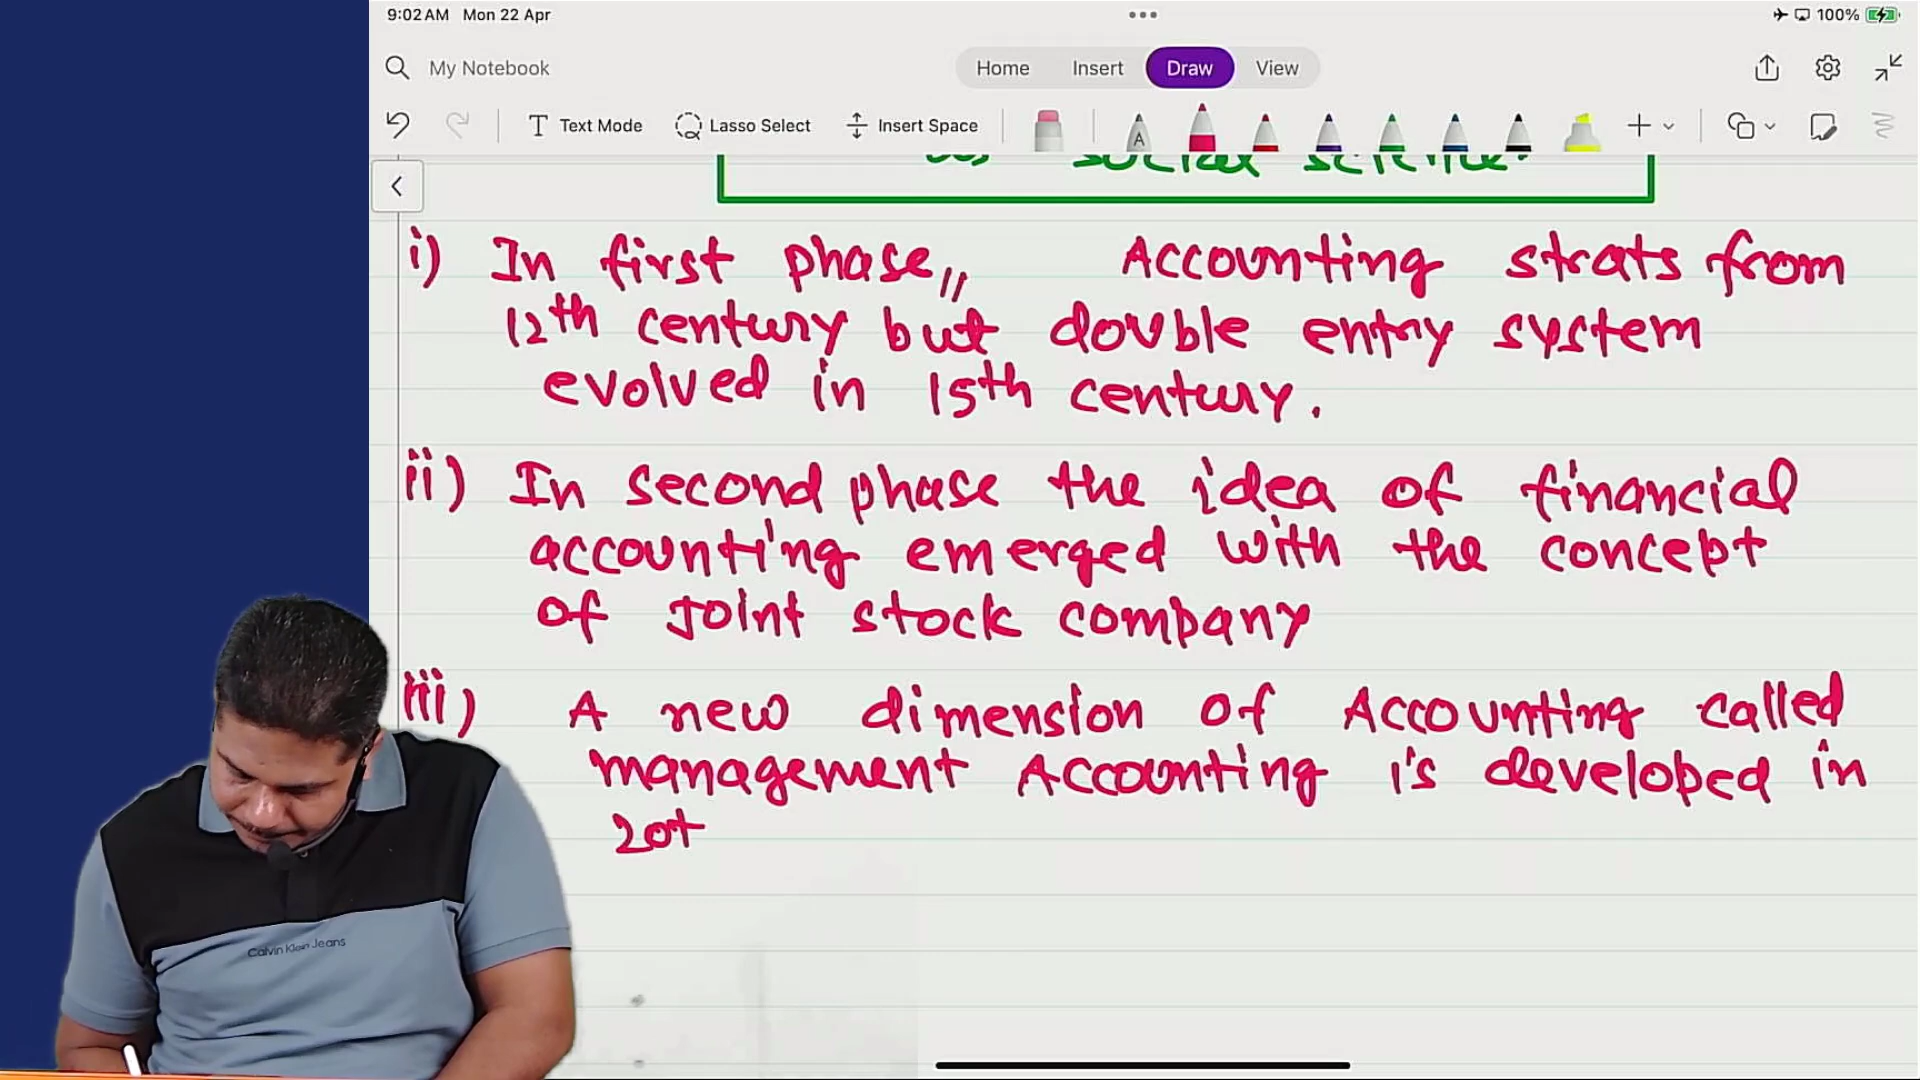 9:02AM Mon 22 Apr
100%
My Notebook
Home Insert Draw View
Text Mode Lasso Select Insert Space
A
social science.
i) In first phase,, Accounting strats from
12th century but double entry system
evolved in 15th century.
ii) In second phase the idea of financial
accounting emerged with the concept
of Joint stock company
iii) A new dimension of Accounting called
management Accounting is developed in
20t
Calvin Klein Jeans